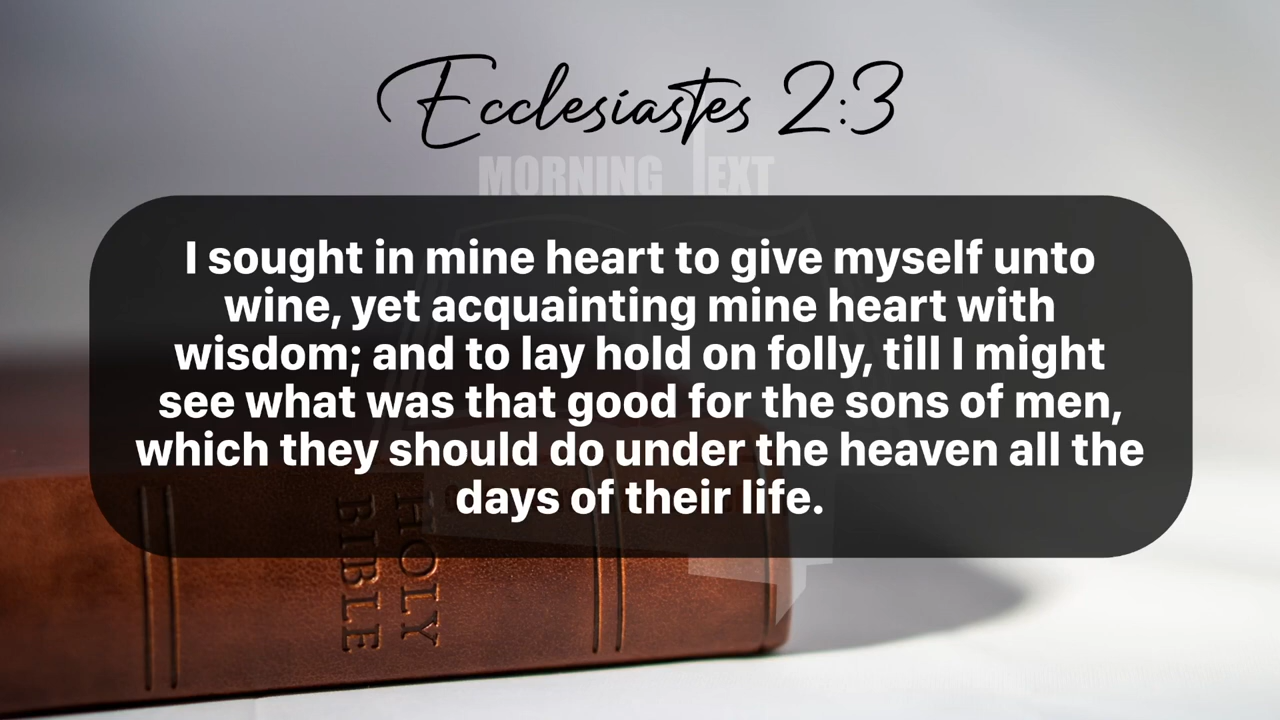 Ecclesiastes 2:3
MORNING TEXT
I sought in mine heart to give myself unto
wine, yet acquainting mine heart with
wisdom; and to lay hold on folly, till I might
see what was that good for the sons of men,
which they should do under the heaven all the
days of their life.
HOLY
BIBLE